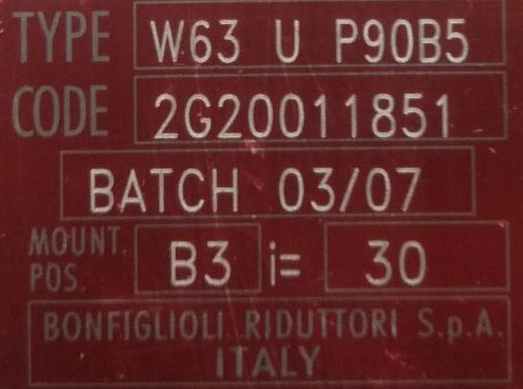 TYPE W63 U P90B5
CODE 2G20011851
BATCH 03/07
MOUNT. POS. B3 i= 30
BONFIGLIOLI RIDUTTORI S.p.A.
ITALY